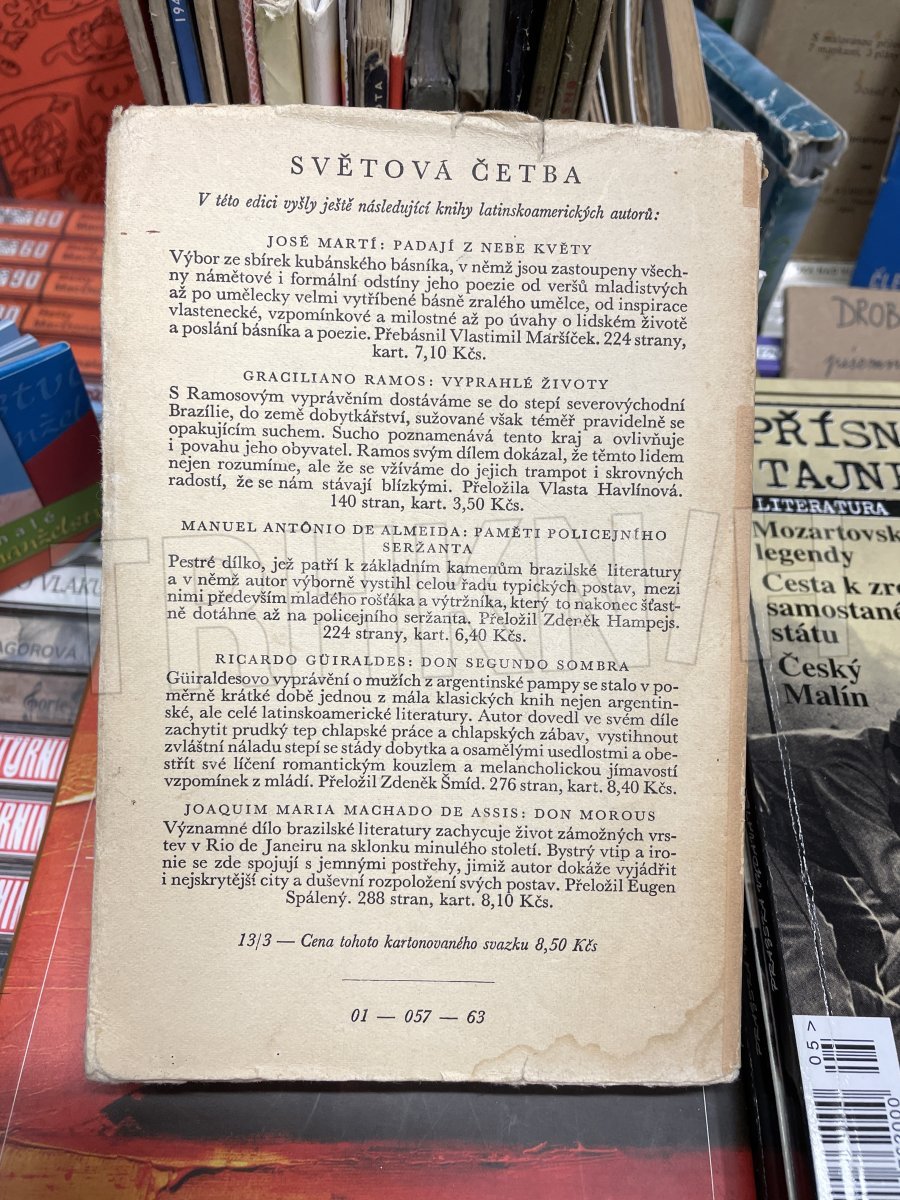 SVĚTOVÁ ČETBA
V této edici vyšly ještě následující knihy latinskoamerických autorů:
JOSÉ MARTÍ: PADAJÍ Z NEBE KVĚTY
Výbor ze sbírek kubánského básníka, v němž jsou zastoupeny všech-
ny námětové i formální odstíny jeho poezie od veršů mladistvých
až po umělecky velmi vytříbené básně zralého umělce, od inspirace
vlastenecké, vzpomínkové a milostné až po úvahy o lidském životě
a poslání básníka a poezie. Přebásnil Vlastimil Maršíček. 224 strany,
kart. 7,10 Kčs.
GRACILIANO RAMOS: VYPRAHLÉ ŽIVOTY
S Ramosovým vyprávěním dostáváme se do stepí severovýchodní
Brazílie, do země dobytkářství, sužované však téměř pravidelně se
opakujícím suchem. Sucho poznamenává tento kraj a ovlivňuje
i povahu jeho obyvatel. Ramos svým dílem dokázal, že těmto lidem
nejen rozumíme, ale že se vžíváme do jejich trampot i skrovných
radostí, že se nám stávají blízkými. Přeložila Vlasta Havlínová.
140 stran, kart. 3,50 Kčs.
MANUEL ANTÔNIO DE ALMEIDA: PAMĚTI POLICEJNÍHO
SERŽANTA
Pestré dílko, jež patří k základním kamenům brazilské literatury
a v němž autor výborně vystihl celou řadu typických postav, mezi
nimi především mladého rošťáka a výtržníka, který to nakonec šťast-
ně dotáhne až na policejního seržanta. Přeložil Zdeněk Hampejs.
224 strany, kart. 6,40 Kčs.
RICARDO GÜIRALDES: DON SEGUNDO SOMBRA
Güiraldesovo vyprávění o mužích z argentinské pampy se stalo v po-
měrně krátké době jednou z mála klasických knih nejen argentin-
ské, ale celé latinskoamerické literatury. Autor dovedl ve svém díle
zachytit prudký tep chlapské práce a chlapských zábav, vystihnout
zvláštní náladu stepí se stády dobytka a osamělými usedlostmi a obe-
střít své líčení romantickým kouzlem a melancholickou jímavostí
vzpomínek z mládí. Přeložil Zdeněk Šmíd. 276 stran, kart. 8,40 Kčs.
JOAQUIM MARIA MACHADO DE ASSIS: DON MOROUS
Významné dílo brazilské literatury zachycuje život zámožných vrs-
tev v Rio de Janeiru na sklonku minulého století. Bystrý vtip a iro-
nie se zde spojují s jemnými postřehy, jimiž autor dokáže vyjádřit
i nejskrytější city a duševní rozpoložení svých postav. Přeložil Eugen
Spálený. 288 stran, kart. 8,10 Kčs.
13/3 — Cena tohoto kartonovaného svazku 8,50 Kčs
01 — 057 — 63
PŘÍSN
TAJNÉ
LITERATURA
Mozartovsk
legendy
Cesta k zro
samostané
státu
Český
Malín
DROB
05 >
60
90
VLAKU
AGOROVÁ
TURNI